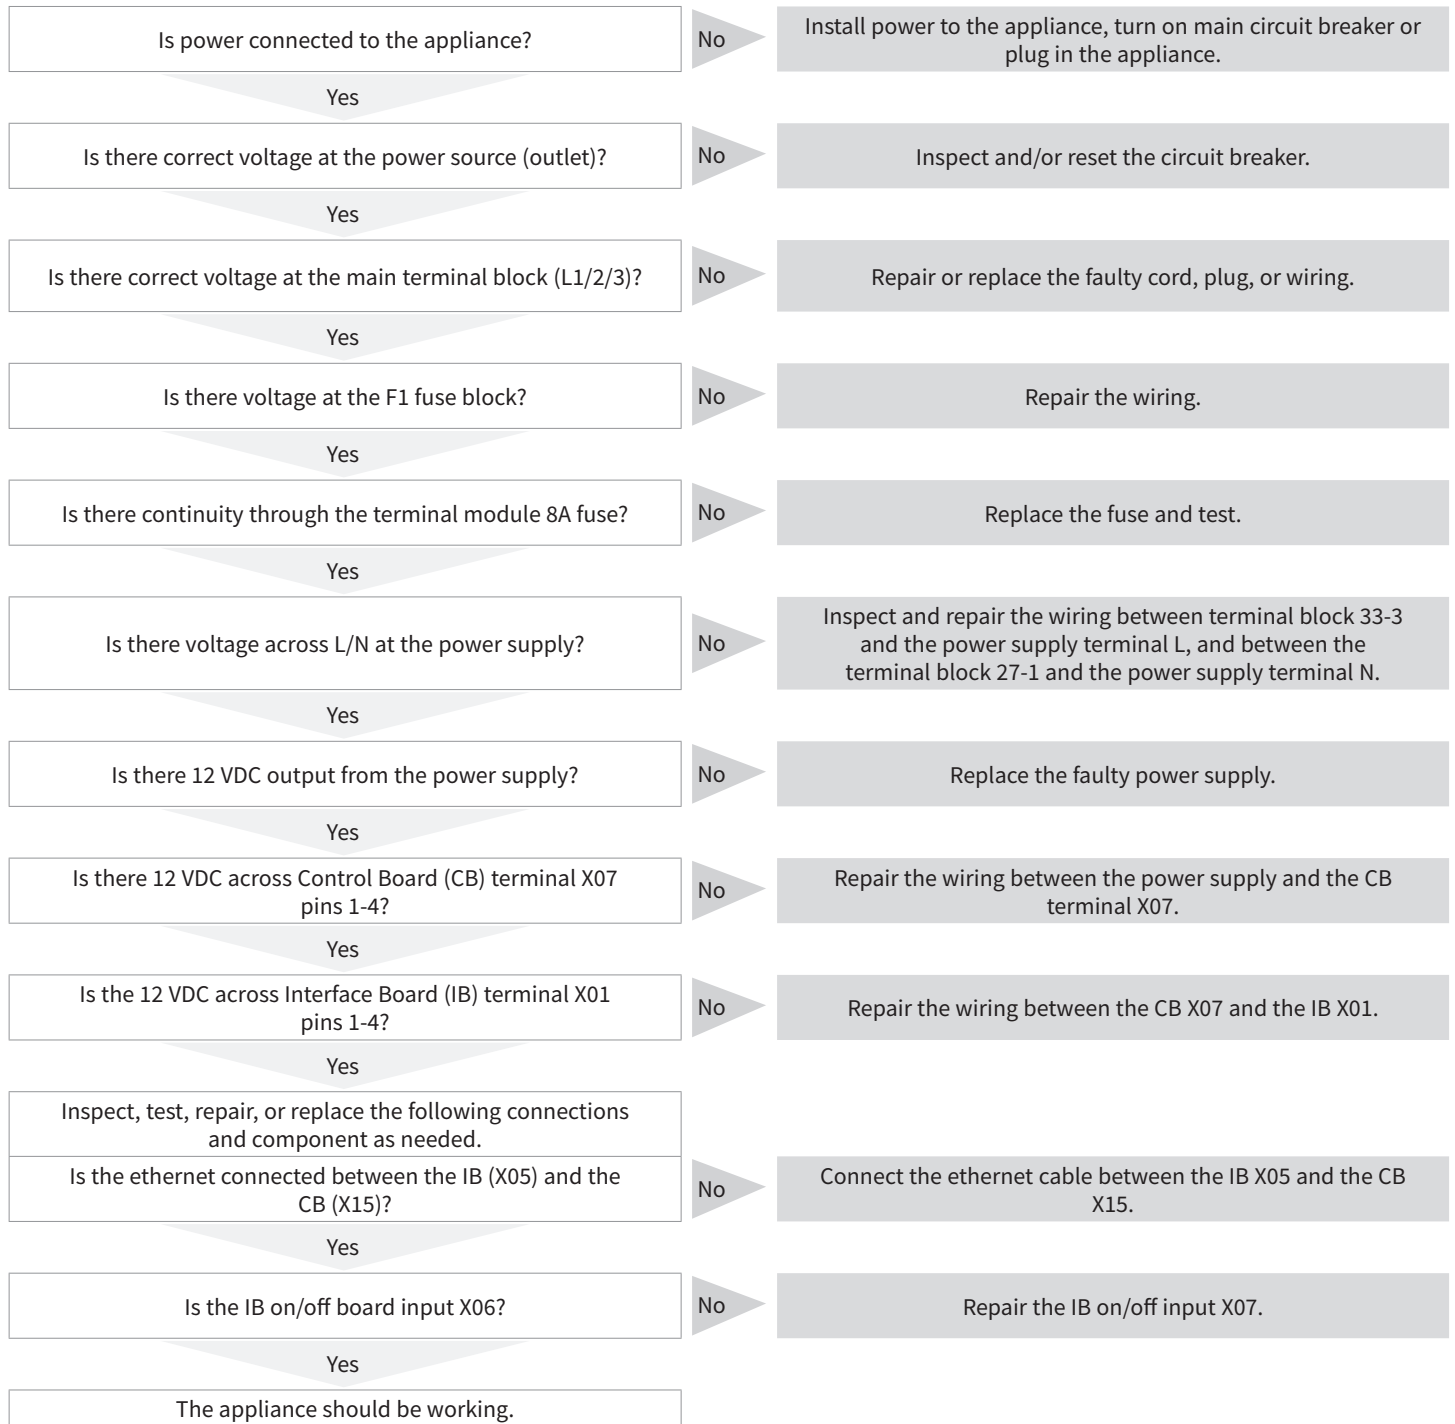 Is power connected to the appliance?
No
Install power to the appliance, turn on main circuit breaker or
plug in the appliance.
Yes
Is there correct voltage at the power source (outlet)?
No
Inspect and/or reset the circuit breaker.
Yes
Is there correct voltage at the main terminal block (L1/2/3)?
No
Repair or replace the faulty cord, plug, or wiring.
Yes
Is there voltage at the F1 fuse block?
No
Repair the wiring.
Yes
Is there continuity through the terminal module 8A fuse?
No
Replace the fuse and test.
Yes
Is there voltage across L/N at the power supply?
No
Inspect and repair the wiring between terminal block 33-3
and the power supply terminal L, and between the
terminal block 27-1 and the power supply terminal N.
Yes
Is there 12 VDC output from the power supply?
No
Replace the faulty power supply.
Yes
Is there 12 VDC across Control Board (CB) terminal X07
pins 1-4?
No
Repair the wiring between the power supply and the CB
terminal X07.
Yes
Is the 12 VDC across Interface Board (IB) terminal X01
pins 1-4?
No
Repair the wiring between the CB X07 and the IB X01.
Yes
Inspect, test, repair, or replace the following connections
and component as needed.
Is the ethernet connected between the IB (X05) and the
CB (X15)?
No
Connect the ethernet cable between the IB X05 and the CB
X15.
Yes
Is the IB on/off board input X06?
No
Repair the IB on/off input X07.
Yes
The appliance should be working.